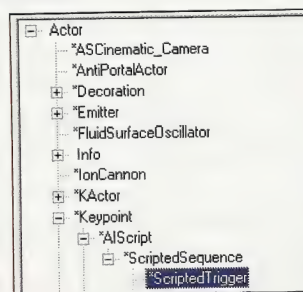 Actor
*ASCinematic_Camera
*AntiPortalActor
*Decoration
*Emitter
*FluidSurfaceOscillator
Info
*IonCannon
*KActor
*Keypoint
*AIScript
*ScriptedSequence
*ScriptedTrigger